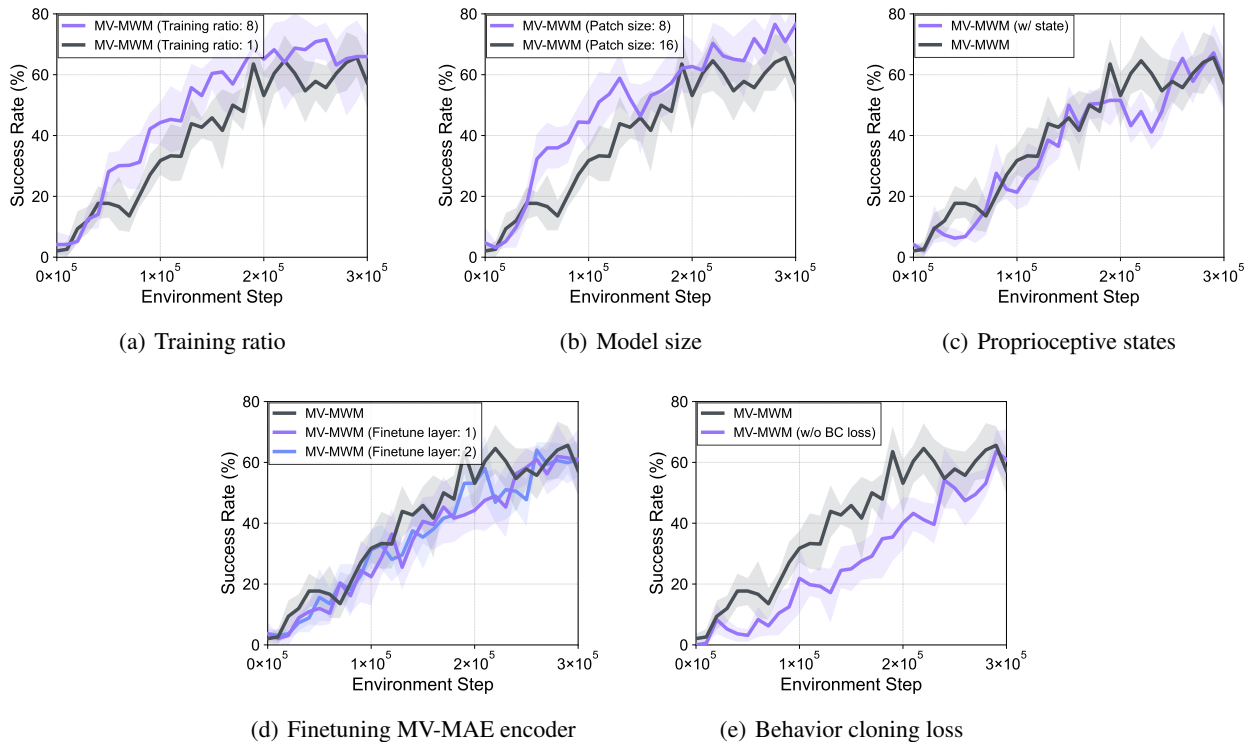 MV-MWM (Training ratio: 8)
MV-MWM (Training ratio: 1)
Success Rate (%)
80
60
40
20
0
0×10^5
1×10^5
2×10^5
3×10^5
Environment Step
(a) Training ratio
MV-MWM (Patch size: 8)
MV-MWM (Patch size: 16)
Success Rate (%)
80
60
40
20
0
0×10^5
1×10^5
2×10^5
3×10^5
Environment Step
(b) Model size
MV-MWM (w/ state)
MV-MWM
Success Rate (%)
80
60
40
20
0
0×10^5
1×10^5
2×10^5
3×10^5
Environment Step
(c) Proprioceptive states
MV-MWM
MV-MWM (Finetune layer: 1)
MV-MWM (Finetune layer: 2)
Success Rate (%)
80
60
40
20
0
0×10^5
1×10^5
2×10^5
3×10^5
Environment Step
(d) Finetuning MV-MAE encoder
MV-MWM
MV-MWM (w/o BC loss)
Success Rate (%)
80
60
40
20
0
0×10^5
1×10^5
2×10^5
3×10^5
Environment Step
(e) Behavior cloning loss